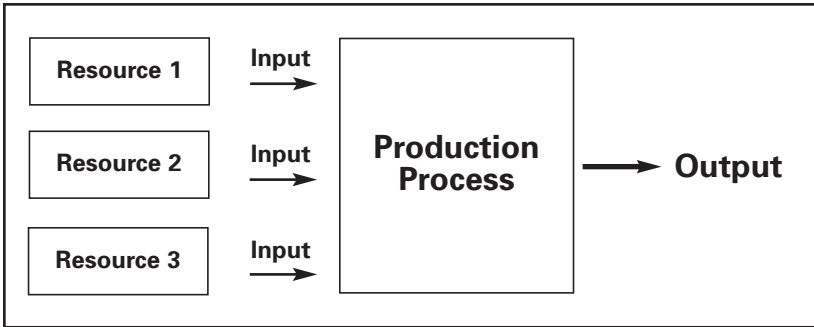 Resource 1
Input
Resource 2
Input
Resource 3
Input
Production
Process
Output